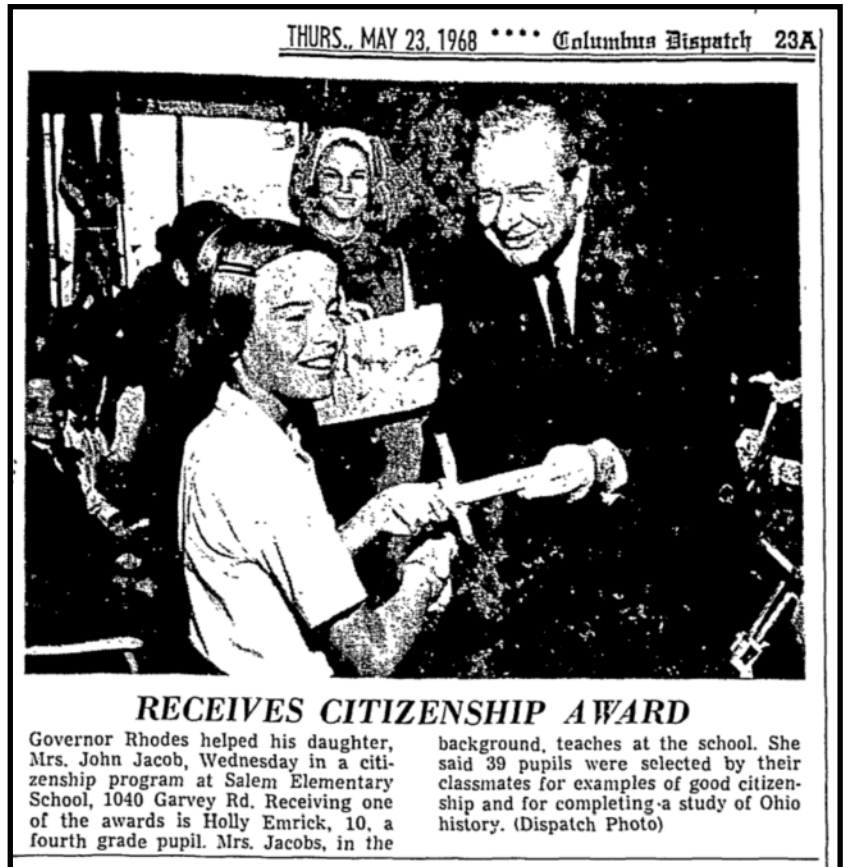 THURS., MAY 23, 1968 **** Columbus Dispatch 23A
RECEIVES CITIZENSHIP AWARD
Governor Rhodes helped his daughter,
Mrs. John Jacob, Wednesday in a citi-
zenship program at Salem Elementary
School, 1040 Garvey Rd. Receiving one
of the awards is Holly Emrick, 10, a
fourth grade pupil. Mrs. Jacobs, in the
background, teaches at the school. She
said 39 pupils were selected by their
classmates for examples of good citizen-
ship and for completing a study of Ohio
history. (Dispatch Photo)